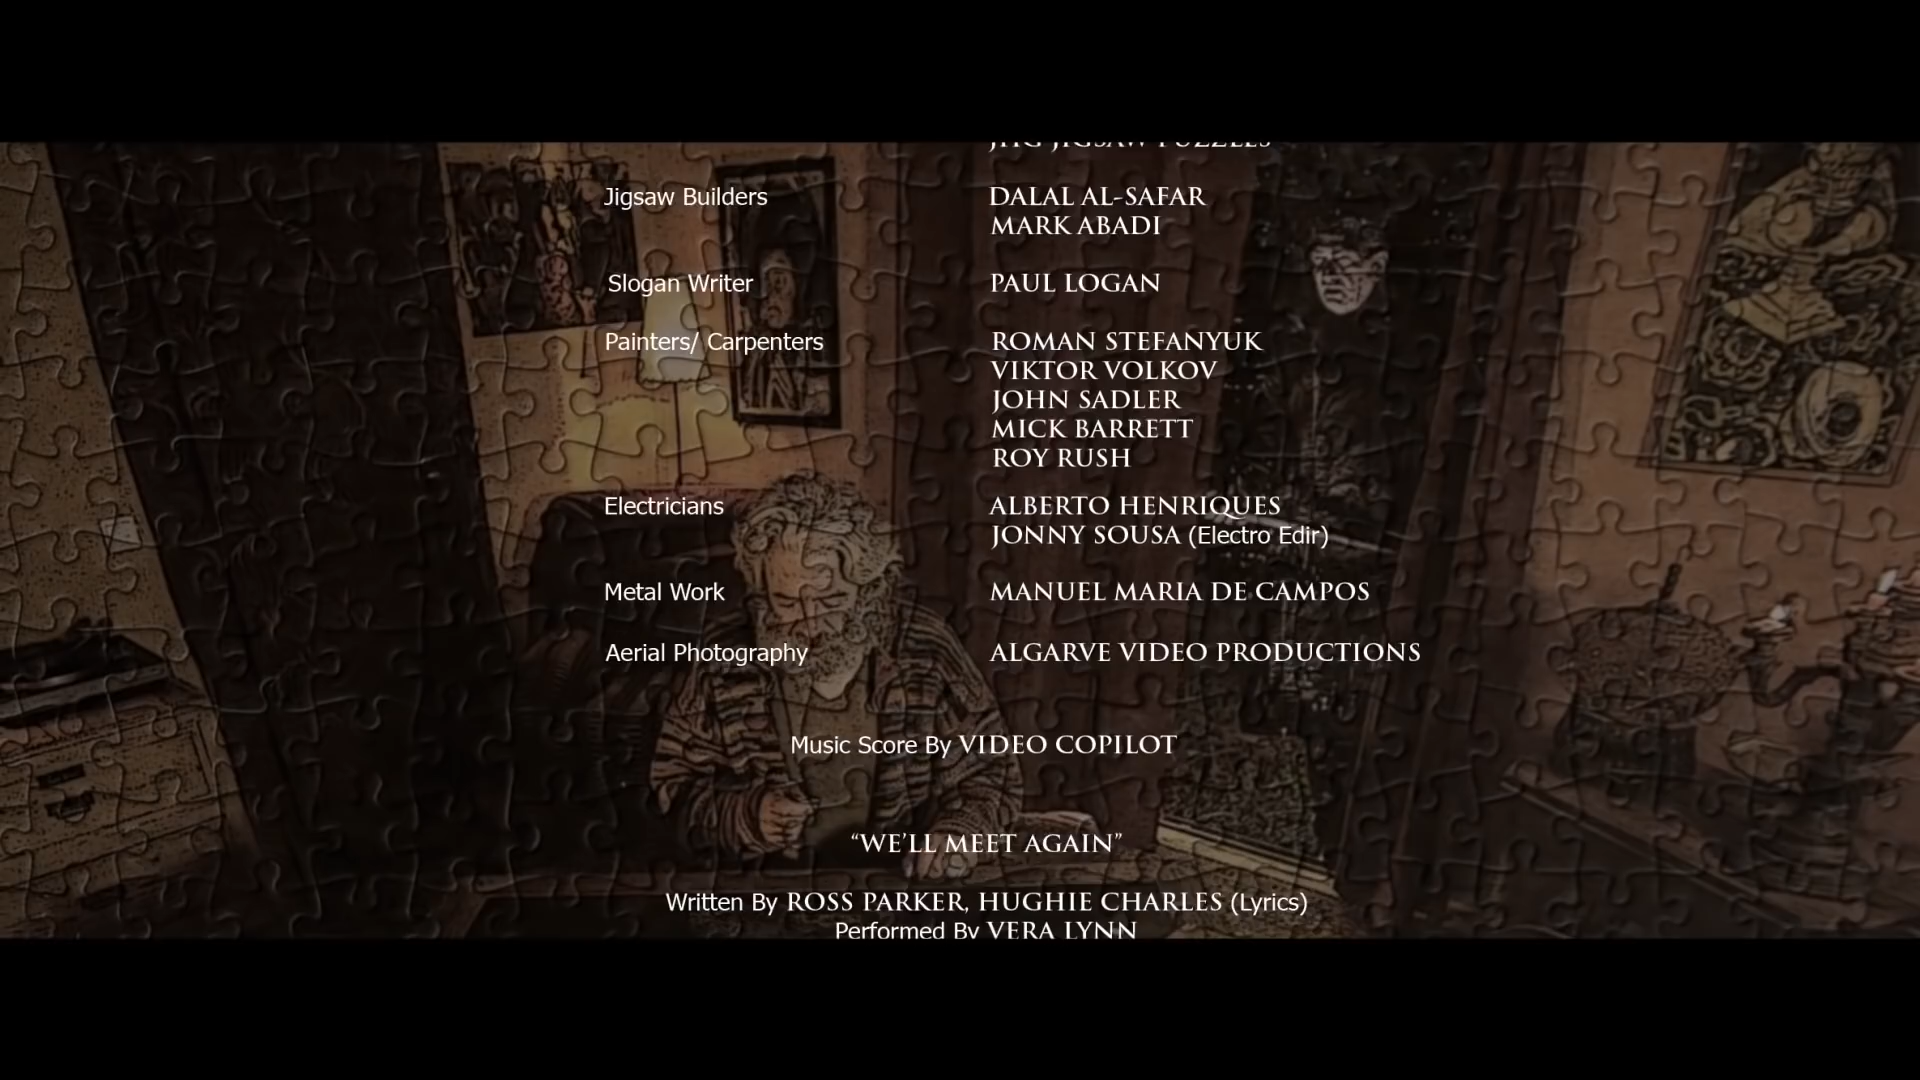 JHG JIGSAW PUZZLES
Jigsaw Builders DALAL AL-SAFAR
MARK ABADI
Slogan Writer PAUL LOGAN
Painters/ Carpenters ROMAN STEFANYUK
VIKTOR VOLKOV
JOHN SADLER
MICK BARRETT
ROY RUSH
Electricians ALBERTO HENRIQUES
JONNY SOUSA (Electro Edir)
Metal Work MANUEL MARIA DE CAMPOS
Aerial Photography ALGARVE VIDEO PRODUCTIONS
Music Score By VIDEO COPILOT
“WE’LL MEET AGAIN”
Written By ROSS PARKER, HUGHIE CHARLES (Lyrics)
Performed By VERA LYNN